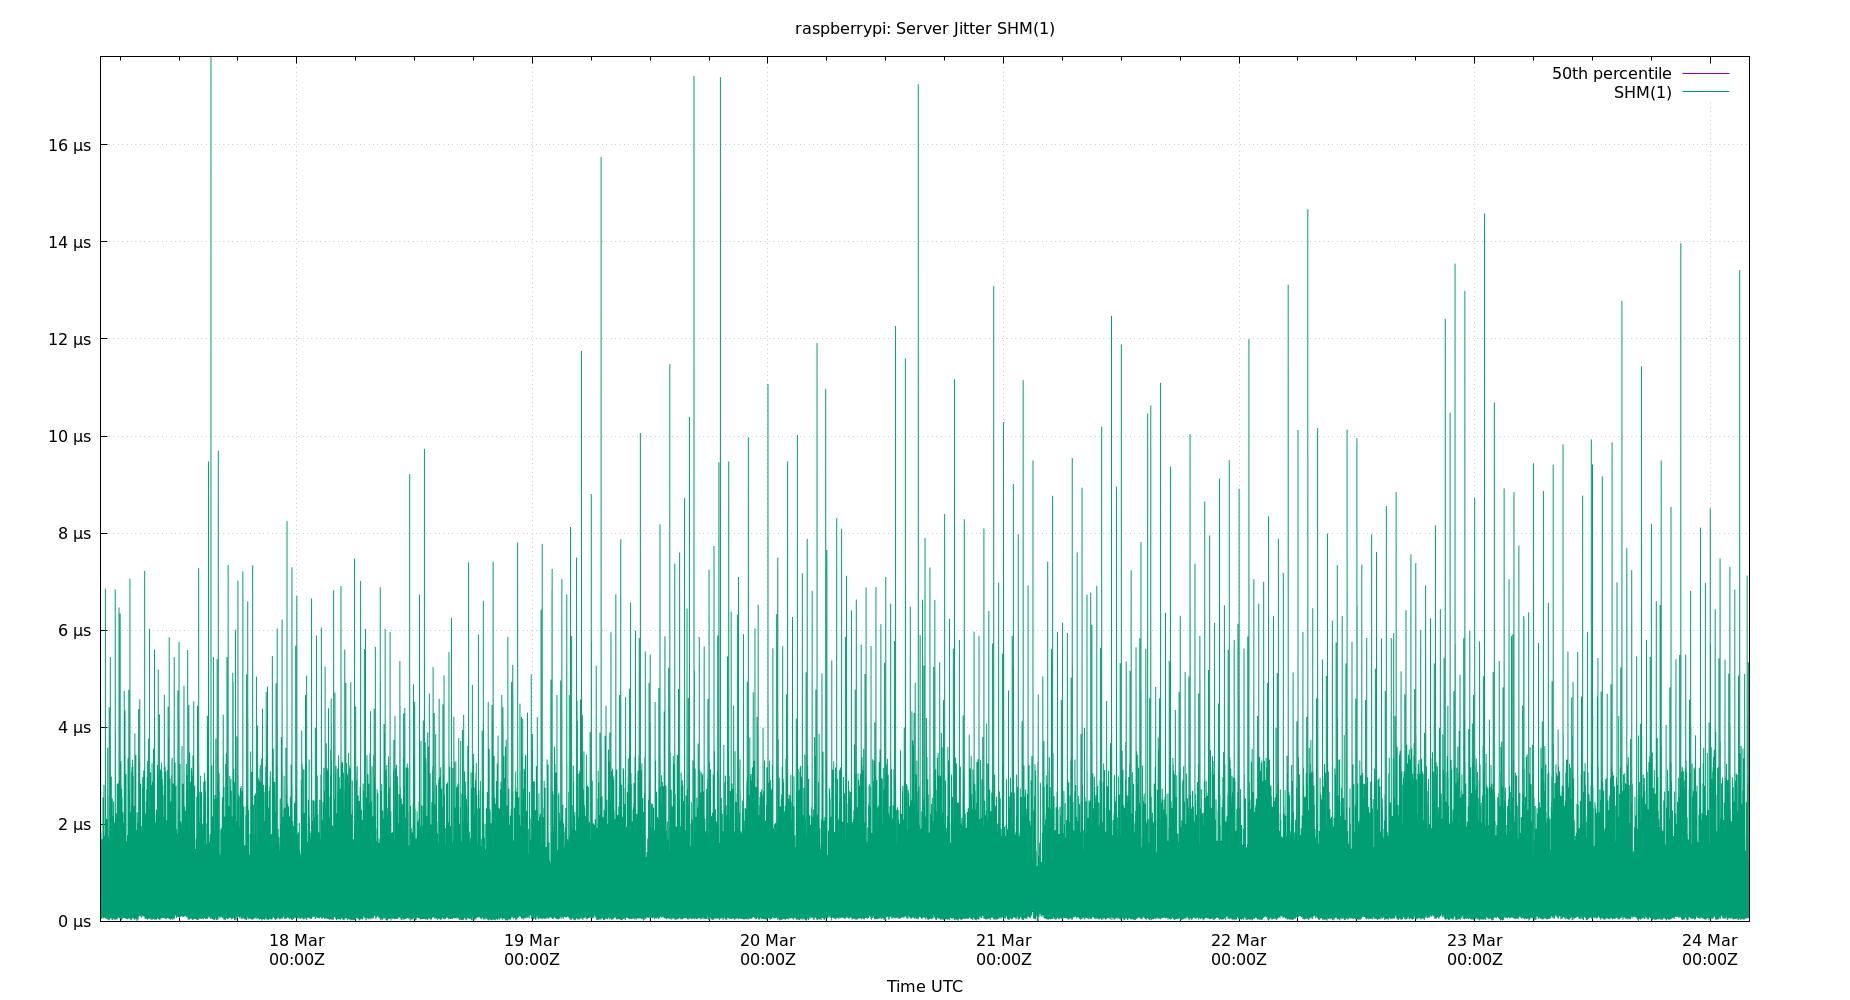 raspberrypi: Server Jitter SHM(1)
50th percentile
SHM(1)
16 µs
14 µs
12 µs
10 µs
8 µs
6 µs
4 µs
2 µs
0 µs
18 Mar 19 Mar 20 Mar 21 Mar 22 Mar 23 Mar 24 Mar
00:00Z 00:00Z 00:00Z 00:00Z 00:00Z 00:00Z 00:00Z
Time UTC